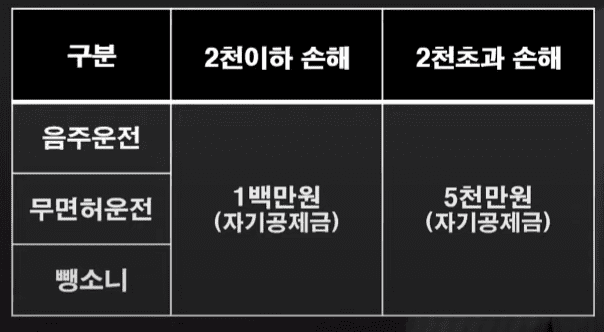 구분 2천이하 손해 2천초과 손해
음주운전
무면허운전 1백만원 5천만원
(자기공제금) (자기공제금)
뺑소니